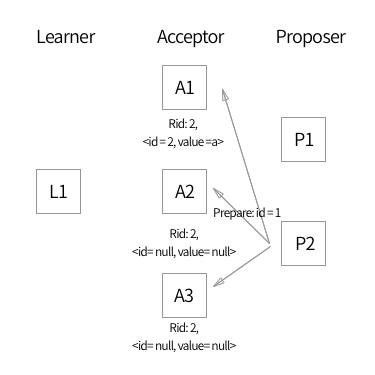 Learner Acceptor Proposer
A1
Rid: 2,
<id = 2, value =a>
P1
L1
A2
Prepare: id = 1
Rid: 2,
<id= null, value= null>
P2
A3
Rid: 2,
<id= null, value= null>